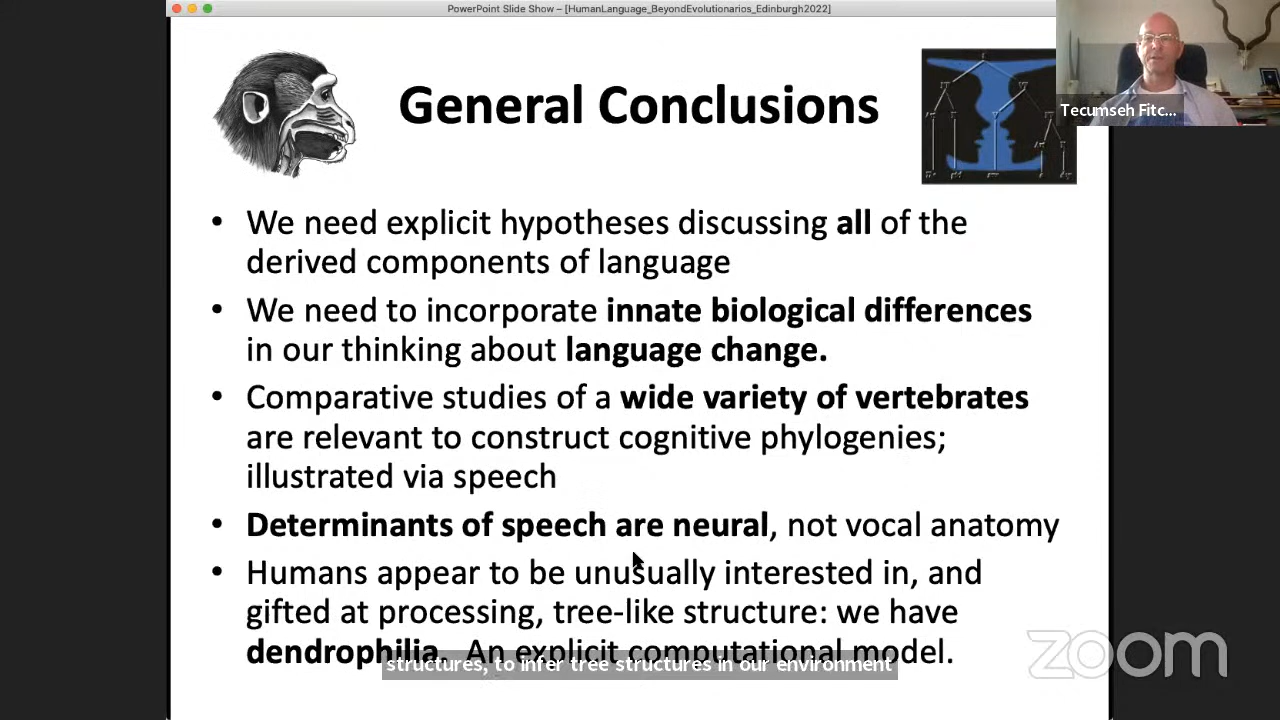 PowerPoint Slide Show – [HumanLanguage_BeyondEvolutionarios_Edinburgh2022]
General Conclusions
Tecumseh Fitc...
• We need explicit hypotheses discussing all of the
derived components of language
• We need to incorporate innate biological differences
in our thinking about language change.
• Comparative studies of a wide variety of vertebrates
are relevant to construct cognitive phylogenies;
illustrated via speech
• Determinants of speech are neural, not vocal anatomy
• Humans appear to be unusually interested in, and
gifted at processing, tree-like structure: we have
dendrophilia. An explicit computational model.
structures, to infer tree structures in our environment
zoom